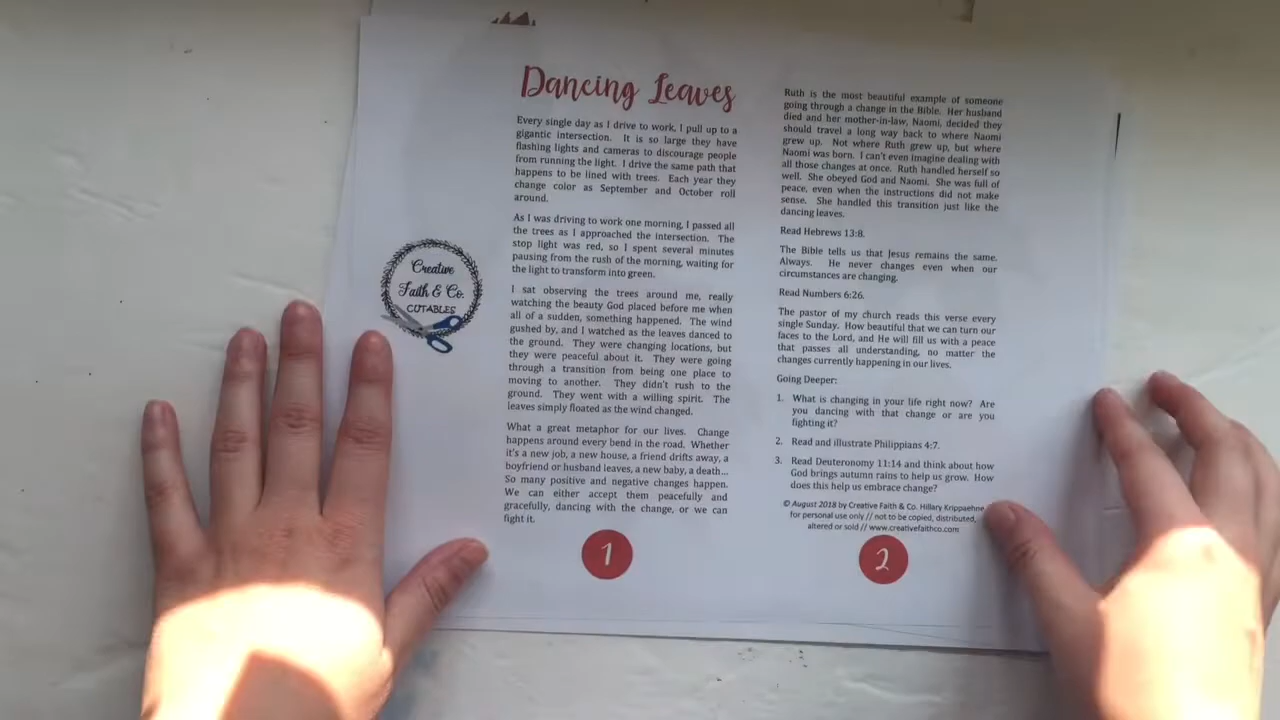 Dancing Leaves
Every single day as I drive to work, I pull up to a
gigantic intersection. It is so large they have
flashing lights and cameras to discourage people
from running the light. I drive the same path that
happens to be lined with trees. Each year they
change color as September and October roll
around.
As I was driving to work one morning, I passed all
the trees as I approached the intersection. The
stop light was red, so I spent several minutes
pausing from the rush of the morning, waiting for
the light to transform into green.
I sat observing the trees around me, really
watching the beauty God placed before me when
all of a sudden, something happened. The wind
gushed by, and I watched as the leaves danced to
the ground. They were changing locations, but
they were peaceful about it. They were going
through a transition from being one place to
moving to another. They didn't rush to the
ground. They went with a willing spirit. The
leaves simply floated as the wind changed.
What a great metaphor for our lives. Change
happens around every bend in the road. Whether
it's a new job, a new house, a friend drifts away, a
boyfriend or husband leaves, a new baby, a death...
So many positive and negative changes happen.
We can either accept them peacefully and
gracefully, dancing with the change, or we can
fight it.
1
Creative
Faith & Co.
CUTABLES
Ruth is the most beautiful example of someone
going through a change in the Bible. Her husband
died and her mother-in-law, Naomi, decided they
should travel a long way back to where Naomi
grew up. Not where Ruth grew up, but where
Naomi was born. I can't even imagine dealing with
all those changes at once. Ruth handled herself so
well. She obeyed God and Naomi. She was full of
peace, even when the instructions did not make
sense. She handled this transition just like the
dancing leaves.
Read Hebrews 13:8.
The Bible tells us that Jesus remains the same.
Always. He never changes even when our
circumstances are changing.
Read Numbers 6:26.
The pastor of my church reads this verse every
single Sunday. How beautiful that we can turn our
faces to the Lord, and He will fill us with a peace
that passes all understanding, no matter the
changes currently happening in our lives.
Going Deeper:
1. What is changing in your life right now? Are
you dancing with that change or are you
fighting it?
2. Read and illustrate Philippians 4:7.
3. Read Deuteronomy 11:14 and think about how
God brings autumn rains to help us grow. How
does this help us embrace change?
© August 2018 by Creative Faith & Co. Hillary Krippaehne
for personal use only // not to be copied, distributed,
altered or sold // www.creativefaithco.com
2